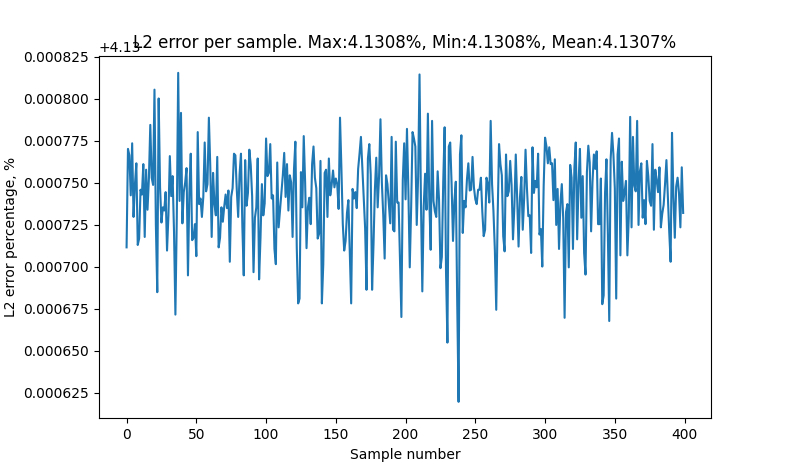 +4.13
L2 error per sample. Max:4.1308%, Min:4.1308%, Mean:4.1307%
L2 error percentage, %
0.000825
0.000800
0.000775
0.000750
0.000725
0.000700
0.000675
0.000650
0.000625
0 50 100 150 200 250 300 350 400
Sample number